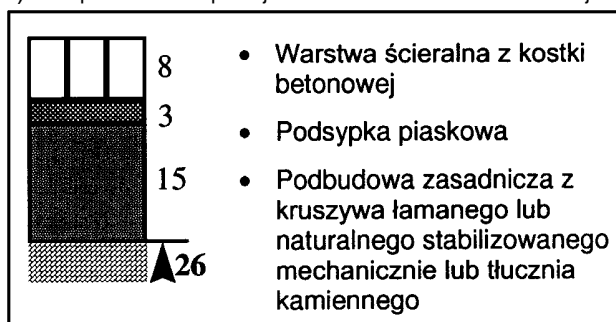 8
3
15
26
• Warstwa ścieralna z kostki
betonowej
• Podsypka piaskowa
• Podbudowa zasadnicza z
kruszywa łamanego lub
naturalnego stabilizowanego
mechanicznie lub tłucznia
kamiennego